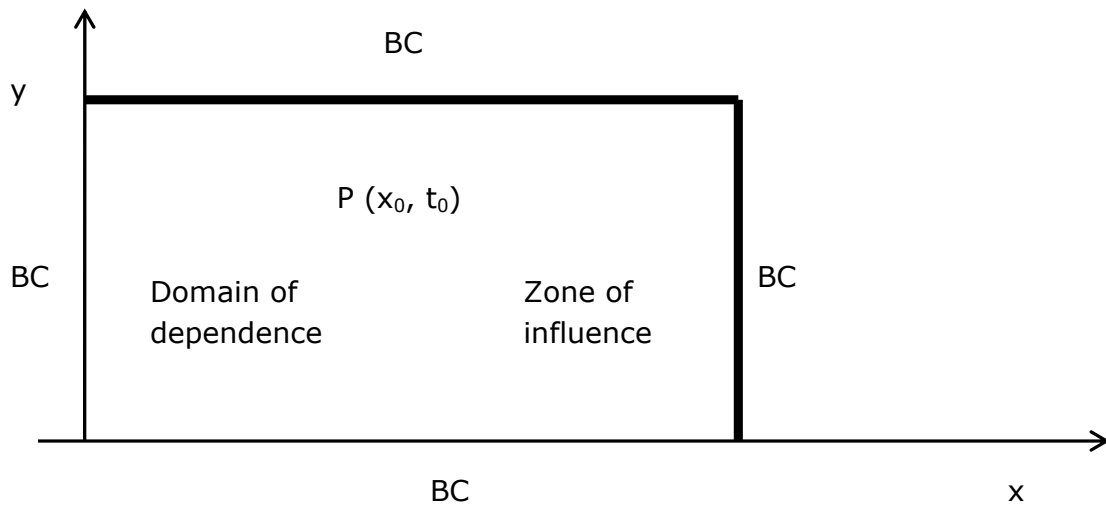 BC
y
P (x₀, t₀)
BC
Domain of
dependence
Zone of
influence
BC
BC
x